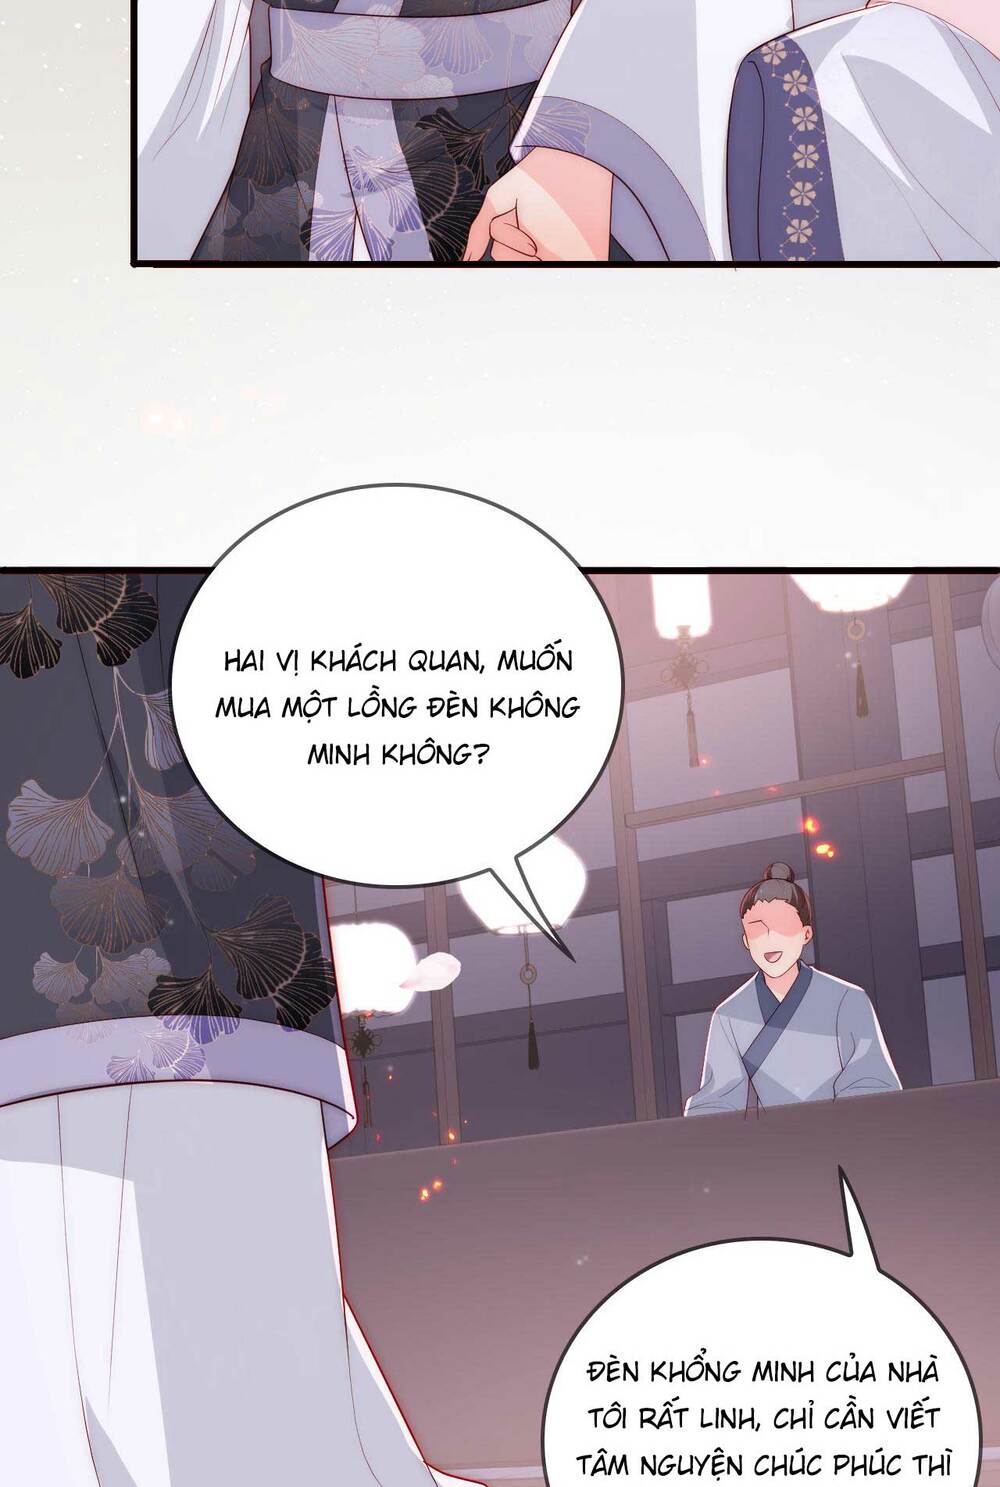 HAI VỊ KHÁCH QUAN, MUỐN
MUA MỘT LỒNG ĐÈN KHÔNG
MINH KHÔNG?
ĐÈN KHỔNG MINH CỦA NHÀ
TÔI RẤT LINH, CHỈ CẦN VIẾT
TÂM NGUYỆN CHÚC PHÚC THÌ